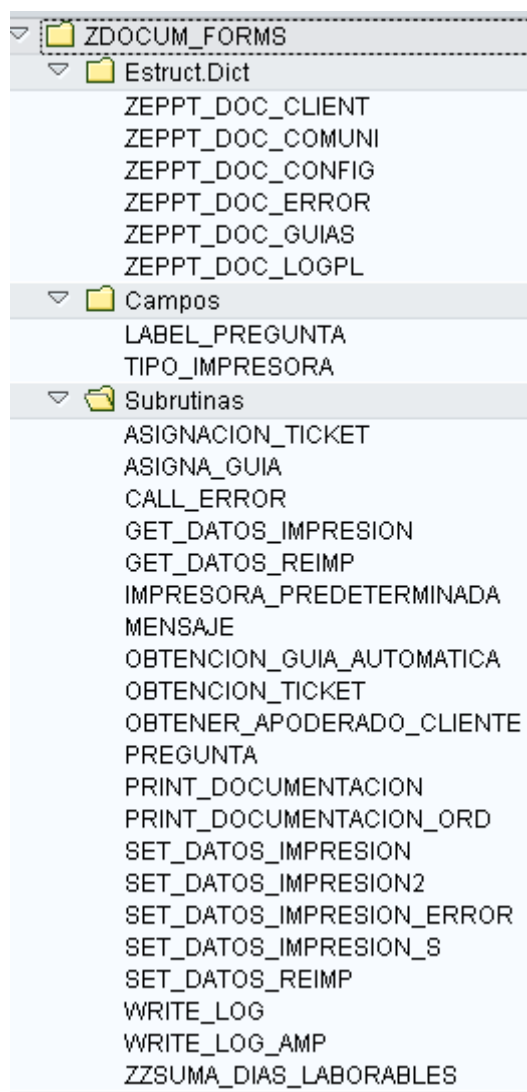 ZDOCUM_FORMS
Estruct.Dict
ZEPPT_DOC_CLIENT
ZEPPT_DOC_COMUNI
ZEPPT_DOC_CONFIG
ZEPPT_DOC_ERROR
ZEPPT_DOC_GUIAS
ZEPPT_DOC_LOGPL
Campos
LABEL_PREGUNTA
TIPO_IMPRESORA
Subrutinas
ASIGNACION_TICKET
ASIGNA_GUIA
CALL_ERROR
GET_DATOS_IMPRESION
GET_DATOS_REIMP
IMPRESORA_PREDETERMINADA
MENSAJE
OBTENCION_GUIA_AUTOMATICA
OBTENCION_TICKET
OBTENER_APODERADO_CLIENTE
PREGUNTA
PRINT_DOCUMENTACION
PRINT_DOCUMENTACION_ORD
SET_DATOS_IMPRESION
SET_DATOS_IMPRESION2
SET_DATOS_IMPRESION_ERROR
SET_DATOS_IMPRESION_S
SET_DATOS_REIMP
WRITE_LOG
WRITE_LOG_AMP
ZZSUMA_DIAS_LABORABLES